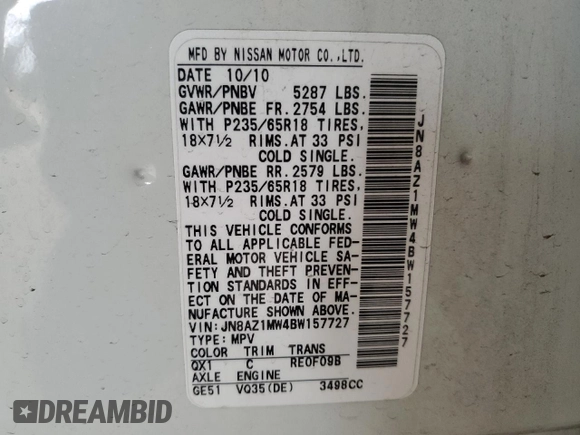 MFD BY NISSAN MOTOR CO.,LTD.
DATE 10/10
GVWR/PNBV 5287 LBS.
GAWR/PNBE FR. 2754 LBS.
WITH P235/65R18 TIRES,
18×7½ RIMS. AT 33 PSI
COLD SINGLE.
GAWR/PNBE RR. 2579 LBS.
WITH P235/65R18 TIRES,
18×7½ RIMS. AT 33 PSI
COLD SINGLE.
THIS VEHICLE CONFORMS
TO ALL APPLICABLE FED-
ERAL MOTOR VEHICLE SA-
FETY AND THEFT PREVEN-
TION STANDARDS IN EFF-
ECT ON THE DATE OF MA-
NUFACTURE SHOWN ABOVE.
VIN: JN8AZ1MW4BW157727
TYPE: MPV
COLOR TRIM TRANS
QX1 C RE0F09B
AXLE ENGINE
GE51 VQ35(DE) 3498CC
JN8AZ1MW4BW157727
DREAMBID